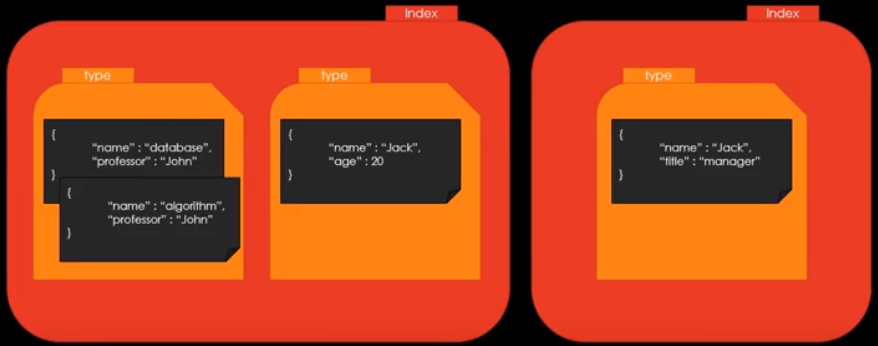 Index
type
{
"name" : "database",
"professor" : "John"
}
{
"name" : "algorithm",
"professor" : "John"
}
type
{
"name" : "Jack",
"age" : 20
}
Index
type
{
"name" : "Jack",
"title" : "manager"
}